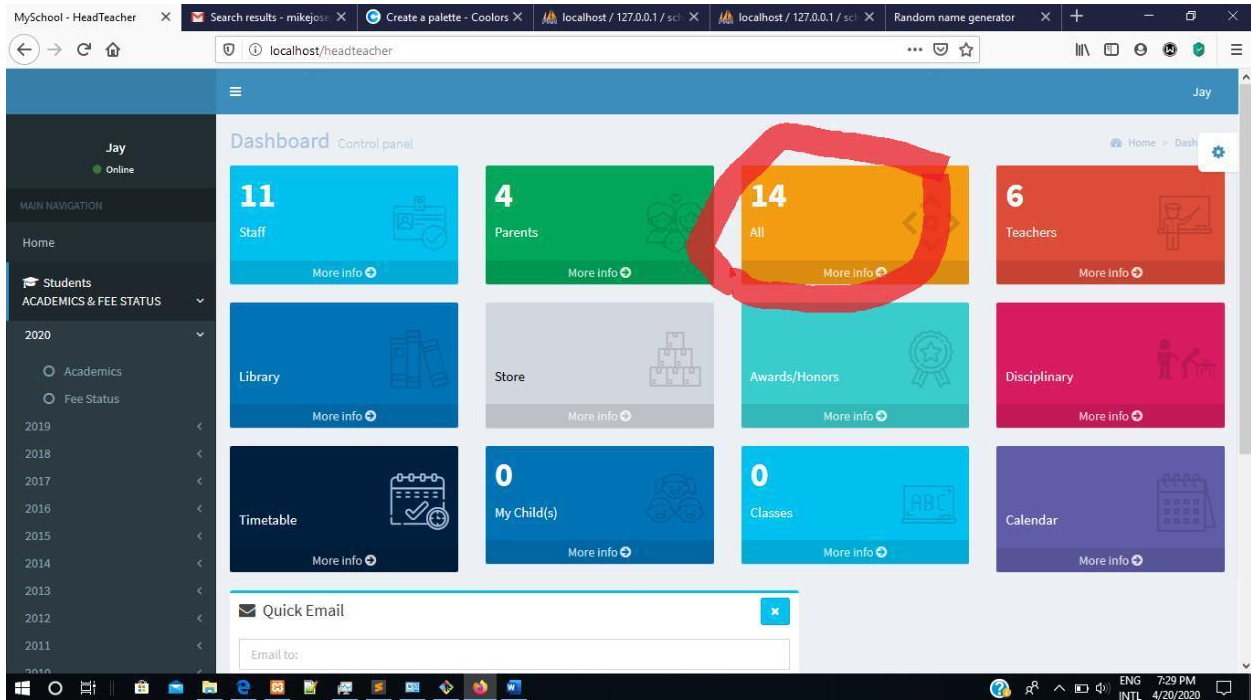 MySchool - HeadTeacher
Search results - mikejose
Create a palette - Coolors
localhost / 127.0.0.1 / sch
localhost / 127.0.0.1 / sch
Random name generator
localhost/headteacher
Jay
Jay
Online
MAIN NAVIGATION
Home
Students
ACADEMICS & FEE STATUS
2020
Academics
Fee Status
2019
2018
2017
2016
2015
2014
2013
2012
2011
2010
Dashboard Control panel
Home > Dash
11
Staff
More info
4
Parents
More info
14
All
More info
6
Teachers
More info
Library
More info
Store
More info
Awards/Honors
More info
Disciplinary
More info
Timetable
More info
0
My Child(s)
More info
0
ABC
Classes
More info
Calendar
More info
Quick Email
Email to:
ENG
INTL
7:29 PM
4/20/2020